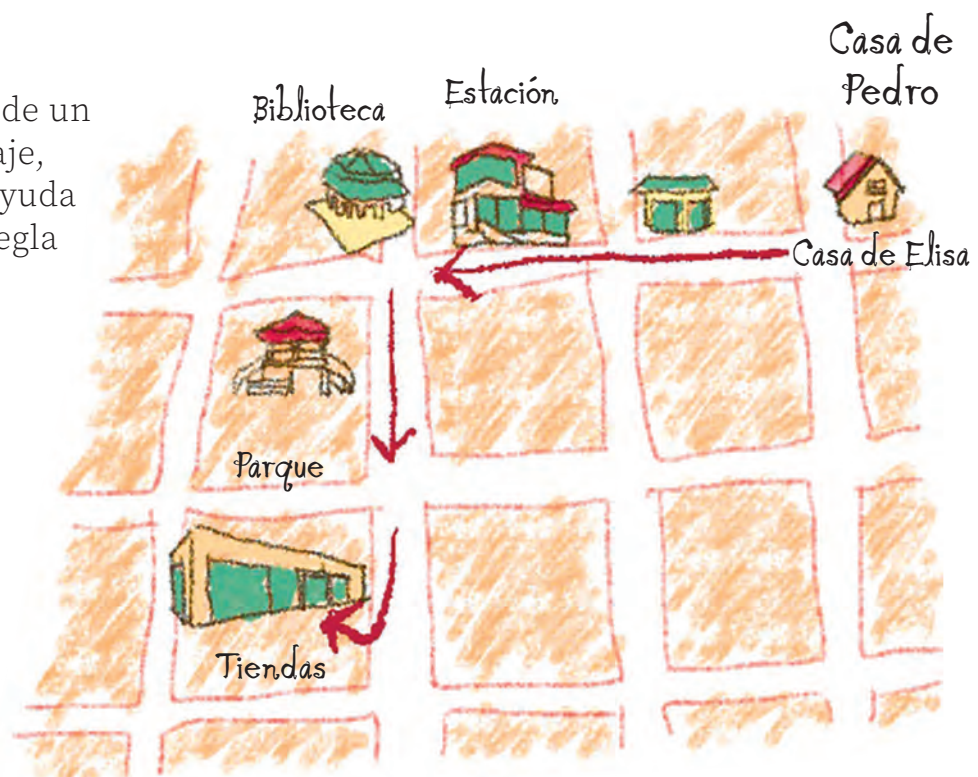 de un
aje,
yuda
egla
Biblioteca
Estación
Casa de
Pedro
Casa de Elisa
Parque
Tiendas